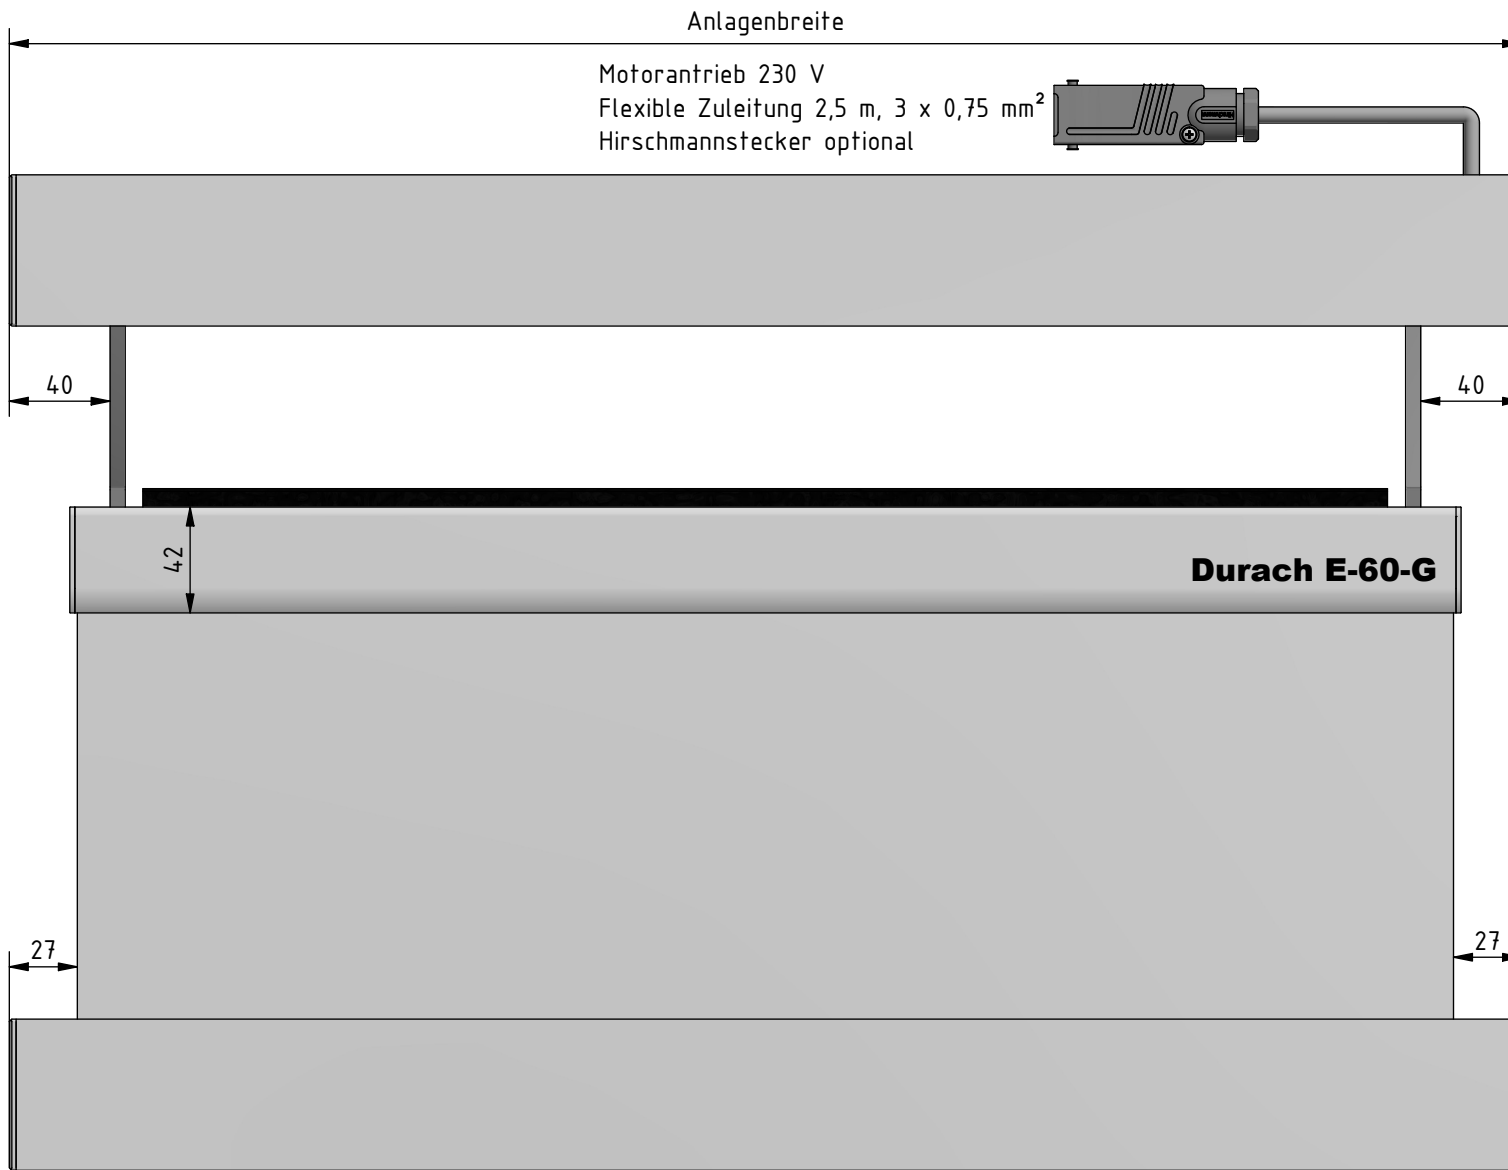 Anlagenbreite
Motorantrieb 230 V
Flexible Zuleitung 2,5 m, 3 x 0,75 mm²
Hirschmannstecker optional
40
40
42
Durach E-60-G
27
27